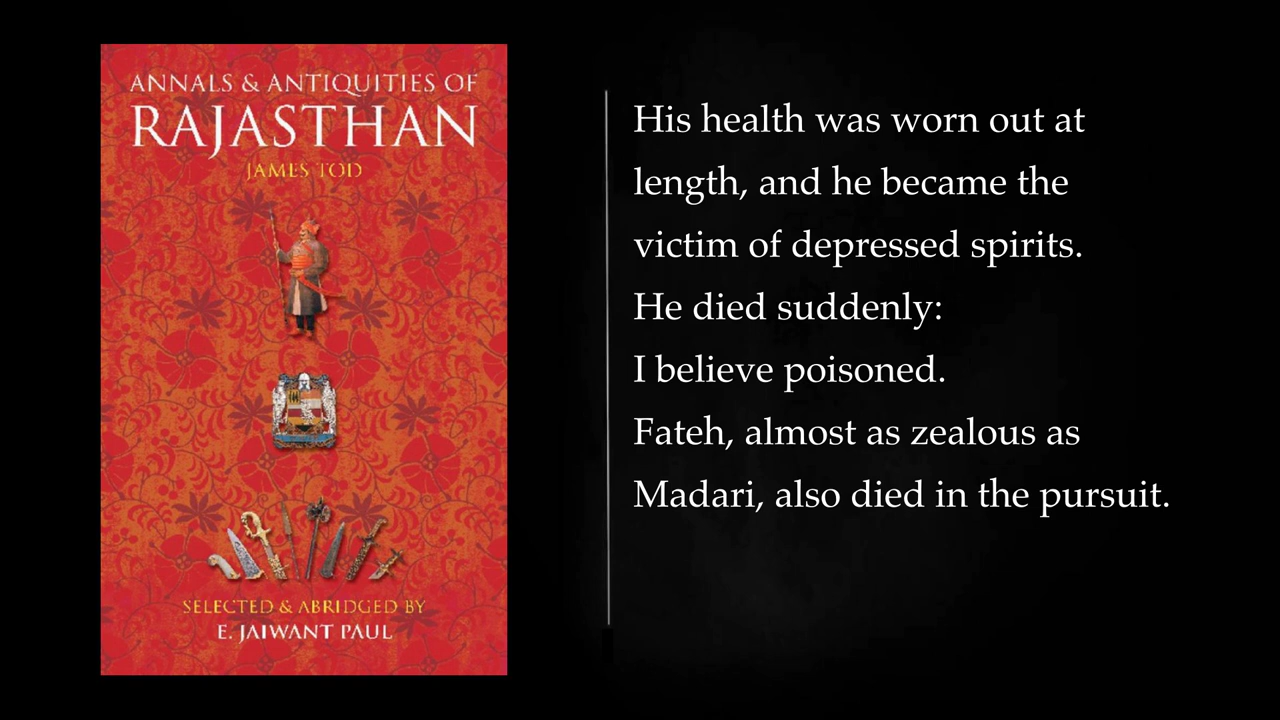 ANNALS & ANTIQUITIES OF
RAJASTHAN
JAMES TOD
SELECTED & ABRIDGED BY
E. JAIWANT PAUL
His health was worn out at
length, and he became the
victim of depressed spirits.
He died suddenly:
I believe poisoned.
Fateh, almost as zealous as
Madari, also died in the pursuit.